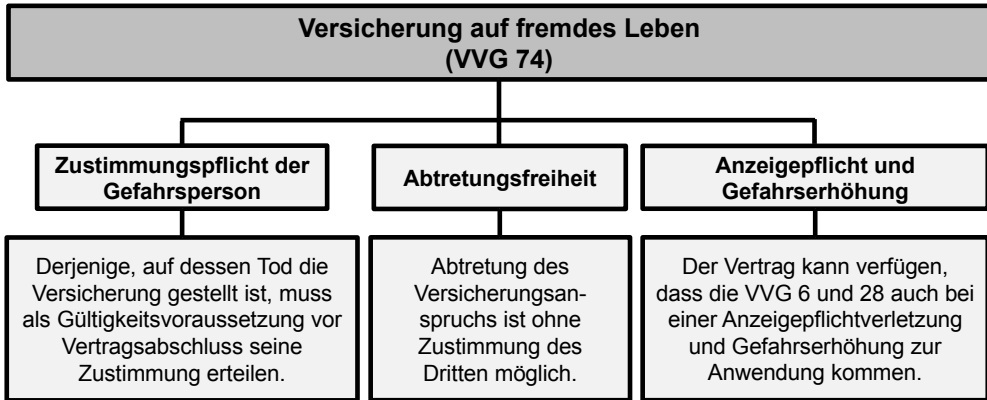 Versicherung auf fremdes Leben
(VVG 74)
Zustimmungspflicht der
Gefahrsperson
Abtretungsfreiheit
Anzeigepflicht und
Gefahrserhöhung
Derjenige, auf dessen Tod die
Versicherung gestellt ist, muss
als Gültigkeitsvoraussetzung vor
Vertragsabschluss seine
Zustimmung erteilen.
Abtretung des
Versicherungsan-
spruchs ist ohne
Zustimmung des
Dritten möglich.
Der Vertrag kann verfügen,
dass die VVG 6 und 28 auch bei
einer Anzeigepflichtverletzung
und Gefahrserhöhung zur
Anwendung kommen.